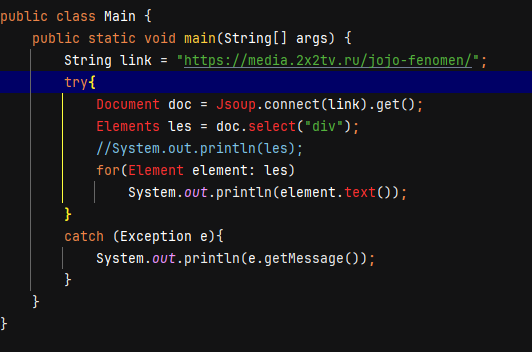 public class Main {
    public static void main(String[] args) {
        String link = "https://media.2x2tv.ru/jojo-fenomen/";
        try{
            Document doc = Jsoup.connect(link).get();
            Elements les = doc.select("div");
            //System.out.println(les);
            for(Element element: les)
                System.out.println(element.text());
        }
        catch (Exception e){
            System.out.println(e.getMessage());
        }
    }
}